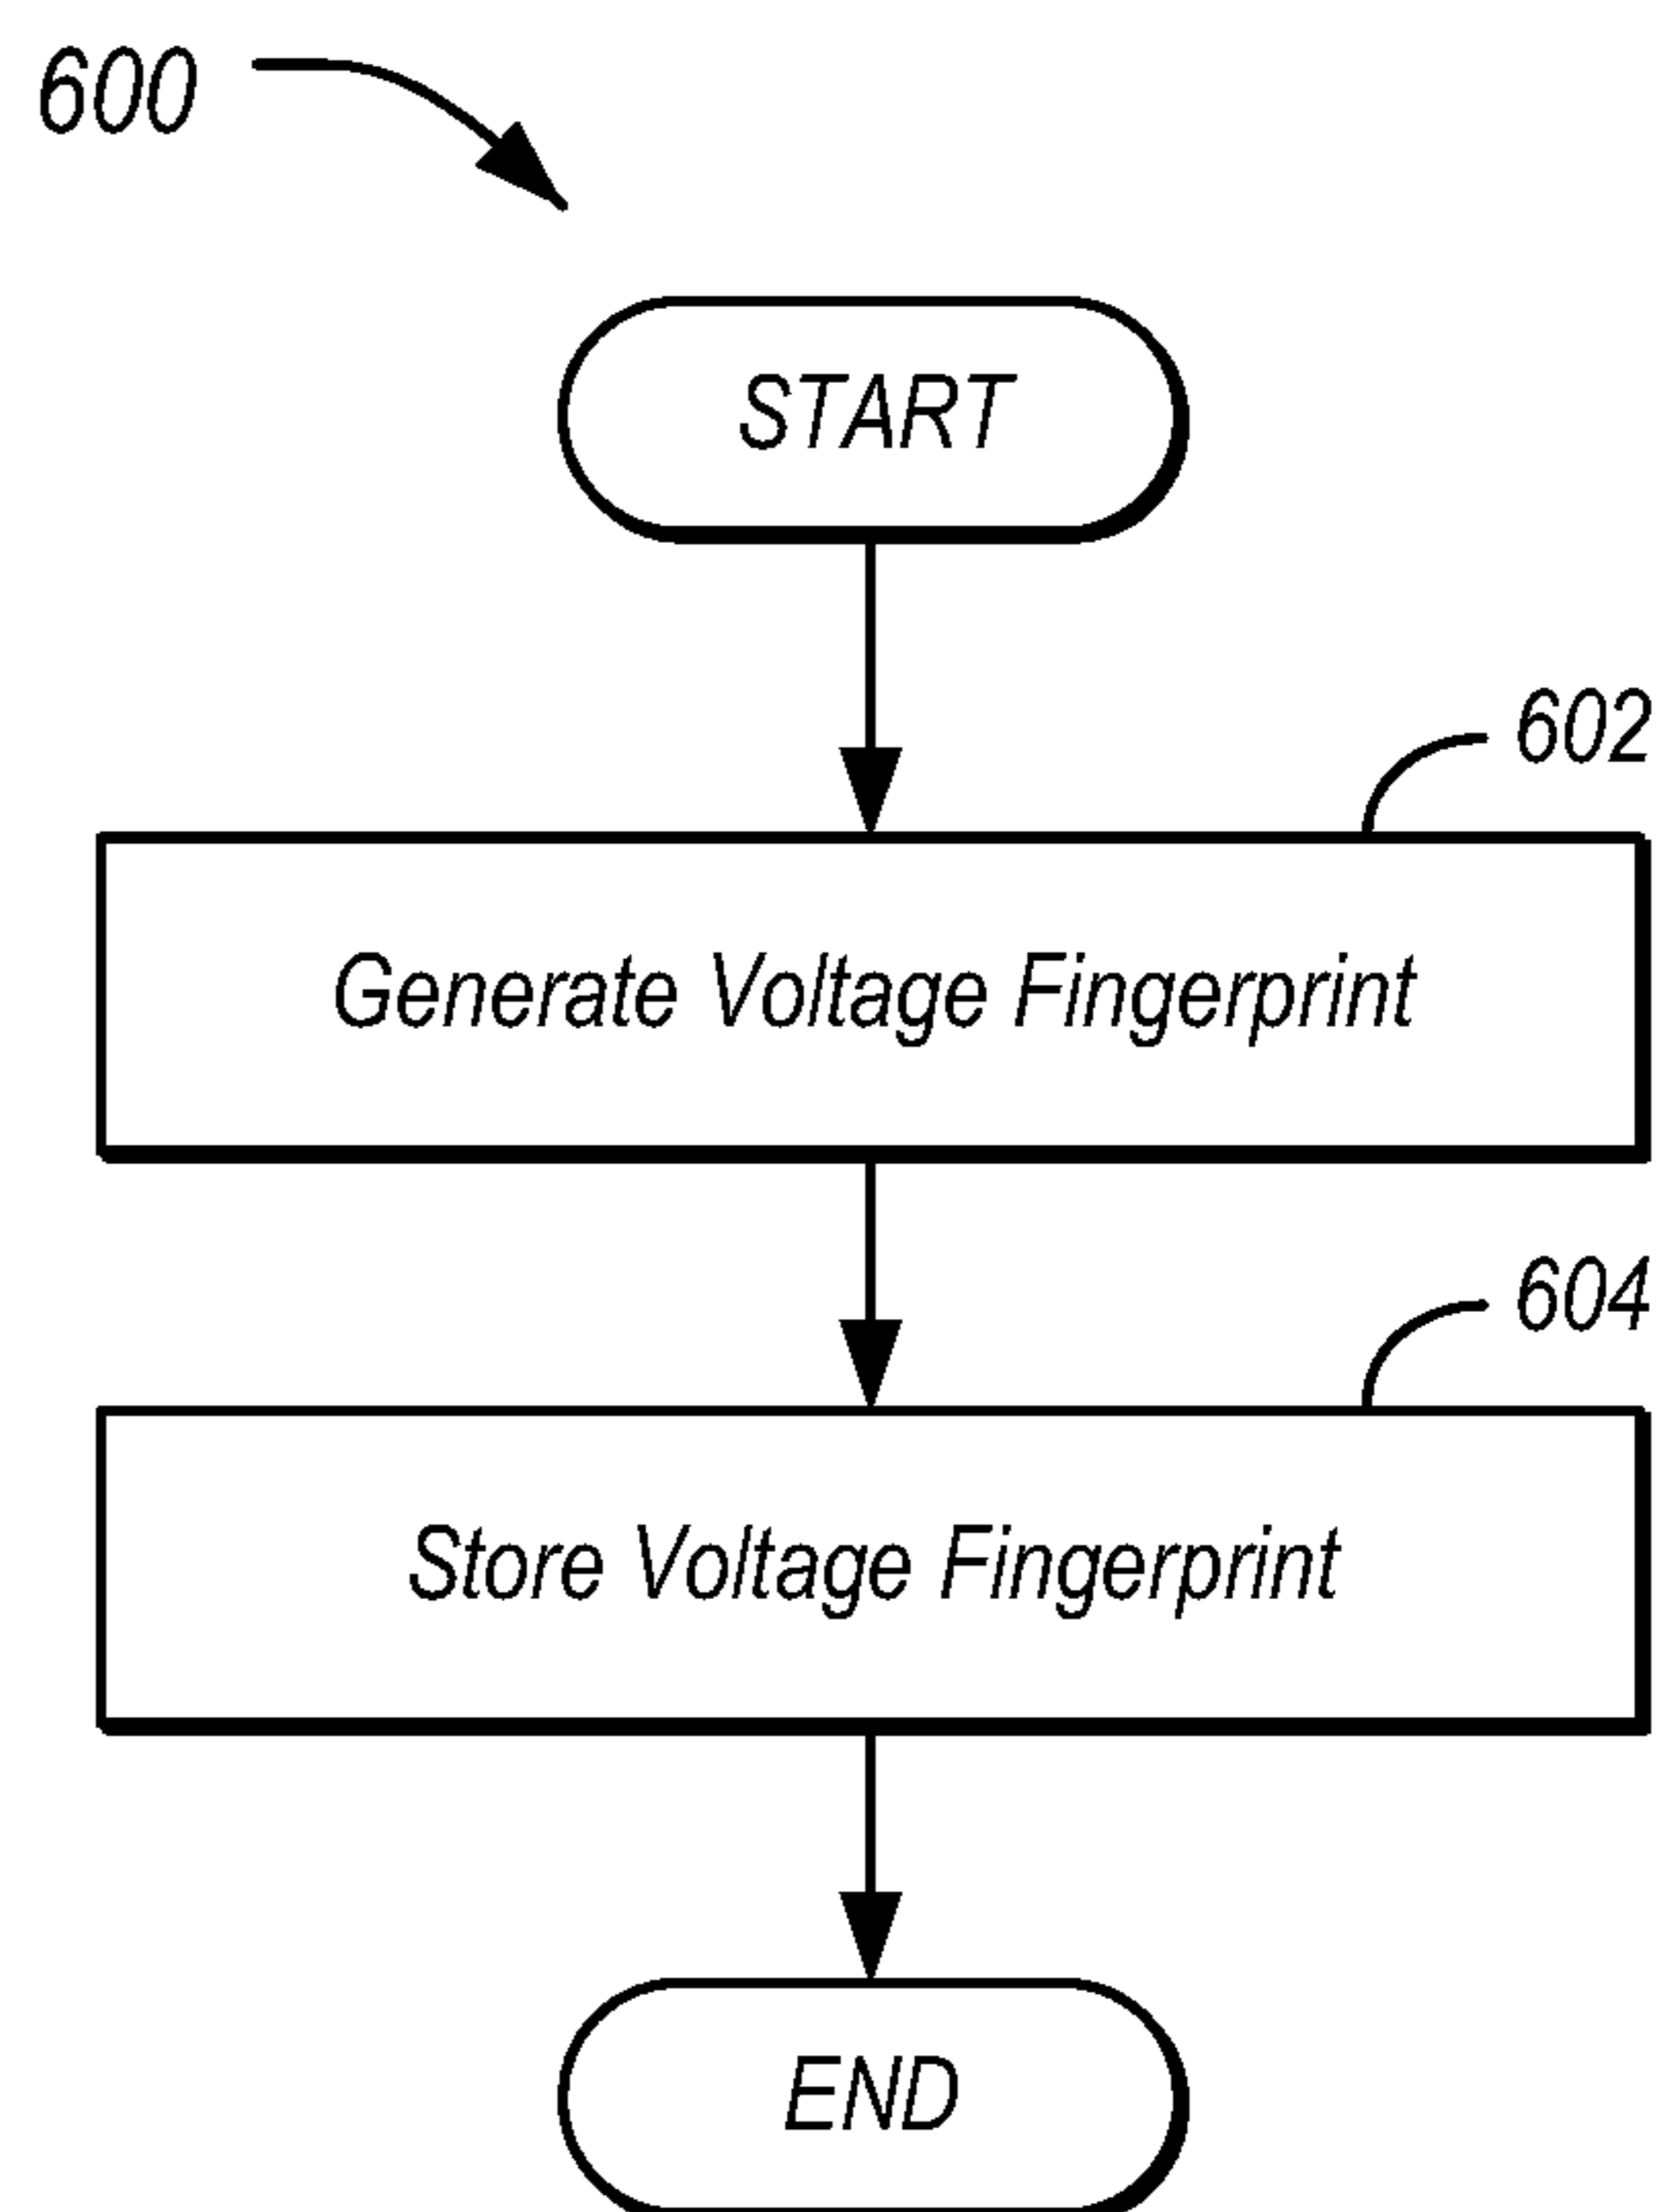 600
START
602
Generate Voltage Fingerprint
604
Store Voltage Fingerprint
END